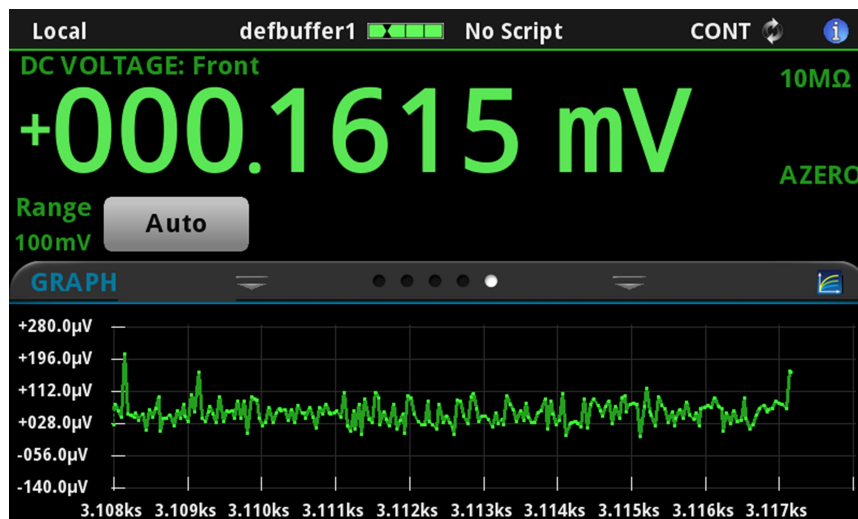 Local defbuffer1 No Script CONT i
DC VOLTAGE: Front
10MΩ
+000.1615 mV
AZERO
Range
100mV
Auto
GRAPH
+280.0µV
+196.0µV
+112.0µV
+028.0µV
-056.0µV
-140.0µV
3.108ks 3.109ks 3.110ks 3.111ks 3.112ks 3.113ks 3.114ks 3.115ks 3.116ks 3.117ks